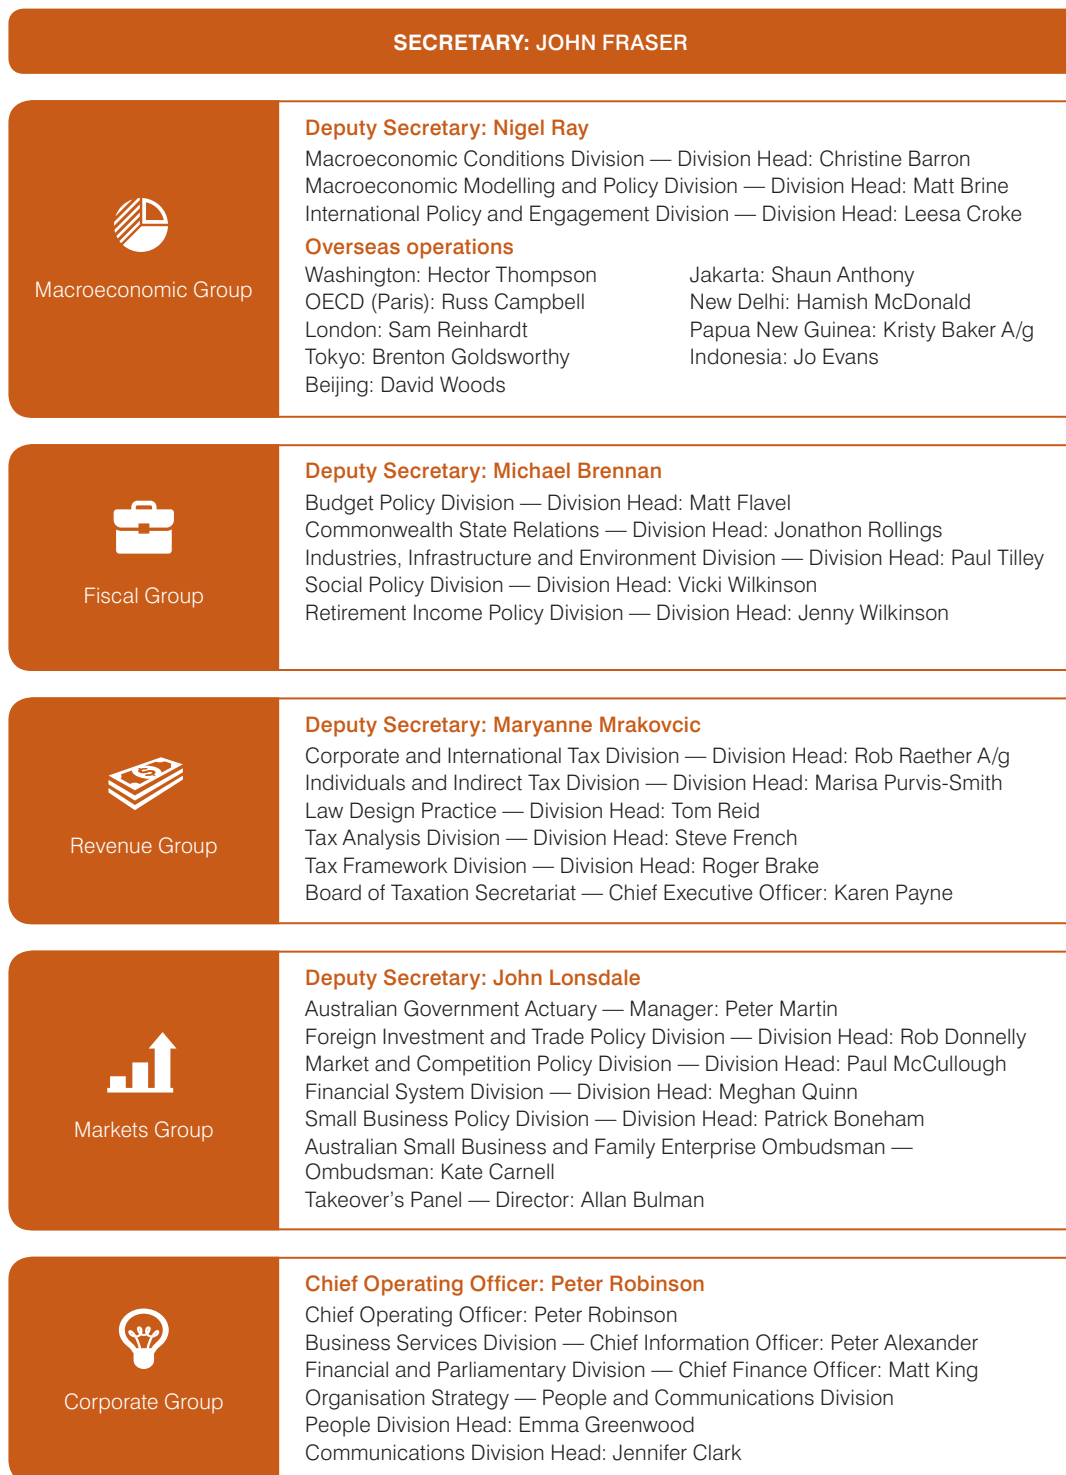 SECRETARY: JOHN FRASER
Macroeconomic Group
Deputy Secretary: Nigel Ray
Macroeconomic Conditions Division — Division Head: Christine Barron
Macroeconomic Modelling and Policy Division — Division Head: Matt Brine
International Policy and Engagement Division — Division Head: Leesa Croke
Overseas operations
Washington: Hector Thompson
OECD (Paris): Russ Campbell
London: Sam Reinhardt
Tokyo: Brenton Goldsworthy
Beijing: David Woods
Jakarta: Shaun Anthony
New Delhi: Hamish McDonald
Papua New Guinea: Kristy Baker A/g
Indonesia: Jo Evans
Fiscal Group
Deputy Secretary: Michael Brennan
Budget Policy Division — Division Head: Matt Flavel
Commonwealth State Relations — Division Head: Jonathon Rollings
Industries, Infrastructure and Environment Division — Division Head: Paul Tilley
Social Policy Division — Division Head: Vicki Wilkinson
Retirement Income Policy Division — Division Head: Jenny Wilkinson
Revenue Group
Deputy Secretary: Maryanne Mrakovcic
Corporate and International Tax Division — Division Head: Rob Raether A/g
Individuals and Indirect Tax Division — Division Head: Marisa Purvis-Smith
Law Design Practice — Division Head: Tom Reid
Tax Analysis Division — Division Head: Steve French
Tax Framework Division — Division Head: Roger Brake
Board of Taxation Secretariat — Chief Executive Officer: Karen Payne
Markets Group
Deputy Secretary: John Lonsdale
Australian Government Actuary — Manager: Peter Martin
Foreign Investment and Trade Policy Division — Division Head: Rob Donnelly
Market and Competition Policy Division — Division Head: Paul McCullough
Financial System Division — Division Head: Meghan Quinn
Small Business Policy Division — Division Head: Patrick Boneham
Australian Small Business and Family Enterprise Ombudsman —
Ombudsman: Kate Carnell
Takeover's Panel — Director: Allan Bulman
Corporate Group
Chief Operating Officer: Peter Robinson
Chief Operating Officer: Peter Robinson
Business Services Division — Chief Information Officer: Peter Alexander
Financial and Parliamentary Division — Chief Finance Officer: Matt King
Organisation Strategy — People and Communications Division
People Division Head: Emma Greenwood
Communications Division Head: Jennifer Clark